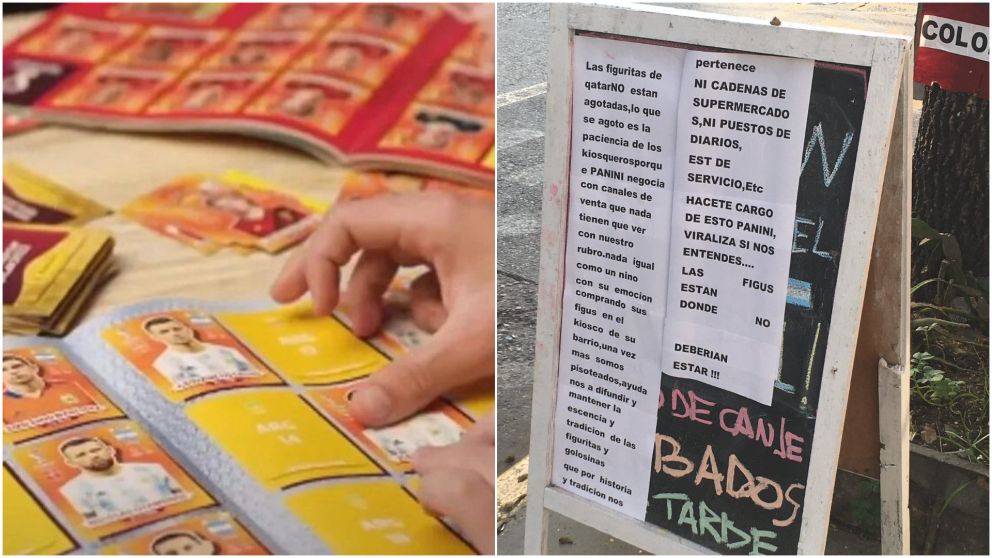 ARG
14
Las figuritas de
qatarNO estan
agotadas,lo que
se agoto es la
paciencia de los
kiosquerosporqu
e PANINI negocia
con canales de
venta que nada
tienen que ver
con nuestro
rubro.nada igual
como un nino
con su emocion
comprando sus
figus en el
kiosco de su
barrio,una vez
mas somos
pisoteados,ayuda
nos a difundir y
mantener la
escencia y
tradicion de las
figuritas y
golosinas
que por historia
y tradicion nos
pertenece
NI CADENAS DE
SUPERMERCADO
S,NI PUESTOS DE
DIARIOS,
EST DE
SERVICIO,Etc
HACETE CARGO
DE ESTO PANINI,
VIRALIZA SI NOS
ENTENDES....
LAS FIGUS
ESTAN
DONDE NO
DEBERIAN
ESTAR !!!
N
EL
DE CANJE
BADOS
TARDE
COLO